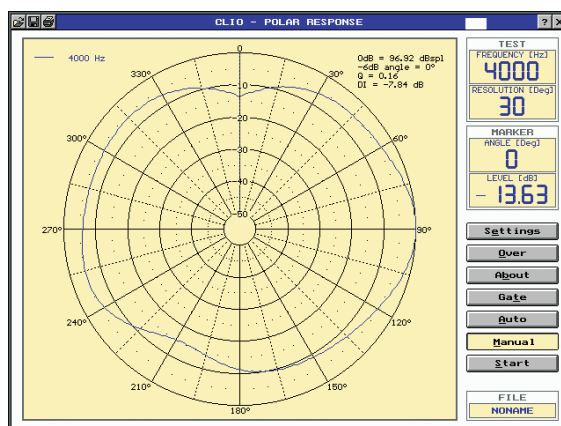 CLIO - POLAR RESPONSE
? ×
4000 Hz
0dB = 96.92 dBspl
-6dB angle = 0°
Q = 0.16
DI = -7.84 dB
0
330°
30°
300°
60°
270°
90°
240°
120°
210°
150°
180°
-10
-20
-30
-40
-50
TEST
FREQUENCY [Hz]
4000
RESOLUTION [Deg]
30
MARKER
ANGLE [Deg]
0
LEVEL [dB]
- 13.63
Settings
Over
About
Gate
Auto
Manual
Start
FILE
NONAME